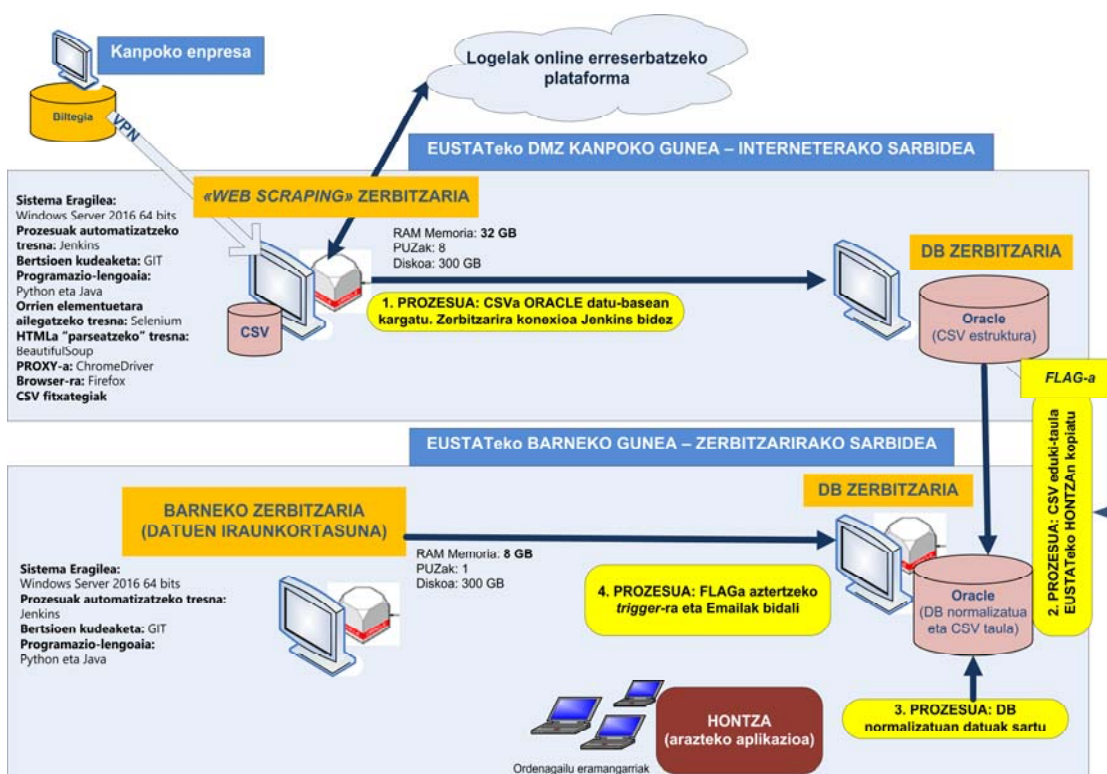 Kanpoko enpresa
Biltegia
VPN
Logelak online erreserbatzeko
plataforma
EUSTATeko DMZ KANPOKO GUNEA – INTERNETERAKO SARBIDEA
«WEB SCRAPING» ZERBITZARIA
Sistema Eragilea:
Windows Server 2016 64 bits
Prozesuak automatizatzeko
tresna: Jenkins
Bertsioen kudeaketa: GIT
Programazio-lengoaia:
Python eta Java
Orrien elementuetara
ailegatzeko tresna: Selenium
HTMLa "parseatzeko" tresna:
BeautifulSoup
PROXY-a: ChromeDriver
Browser-ra: Firefox
CSV fitxategiak
CSV
RAM Memoria: 32 GB
PUZak: 8
Diskoa: 300 GB
1. PROZESUA: CSVa ORACLE datu-basean
kargatu. Zerbitzarira konexioa Jenkins bidez
DB ZERBITZARIA
Oracle
(CSV estruktura)
FLAG-a
2. PROZESUA: CSV eduki-taula
EUSTATeko HONTZAn kopiatu
EUSTATeko BARNEKO GUNEA – ZERBITZARIRAKO SARBIDEA
BARNEKO ZERBITZARIA
(DATUEN IRAUNKORTASUNA)
Sistema Eragilea:
Windows Server 2016 64 bits
Prozesuak automatizatzeko tresna:
Jenkins
Bertsioen kudeaketa: GIT
Programazio-lengoaia:
Python eta Java
RAM Memoria: 8 GB
PUZak: 1
Diskoa: 300 GB
DB ZERBITZARIA
4. PROZESUA: FLAGa aztertzeko
trigger-ra eta Emailak bidali
Oracle
(DB normalizatua
eta CSV taula)
3. PROZESUA: DB
normalizatuan datuak sartu
HONTZA
(arazteko aplikazioa)
Ordenagailu eramangarriak